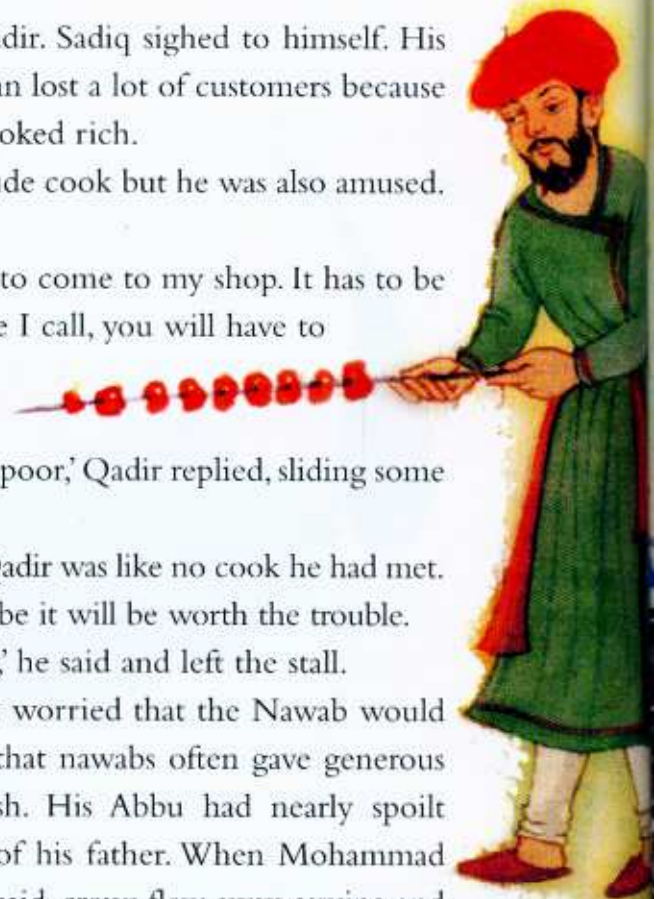 dir. Sadiq sighed to himself. His
an lost a lot of customers because
oked rich.
de cook but he was also amused.
to come to my shop. It has to be
e I call, you will have to
poor,' Qadir replied, sliding some
adir was like no cook he had met.
be it will be worth the trouble.
,' he said and left the stall.
worried that the Nawab would
that nawabs often gave generous
sh. His Abbu had nearly spoilt
of his father. When Mohammad